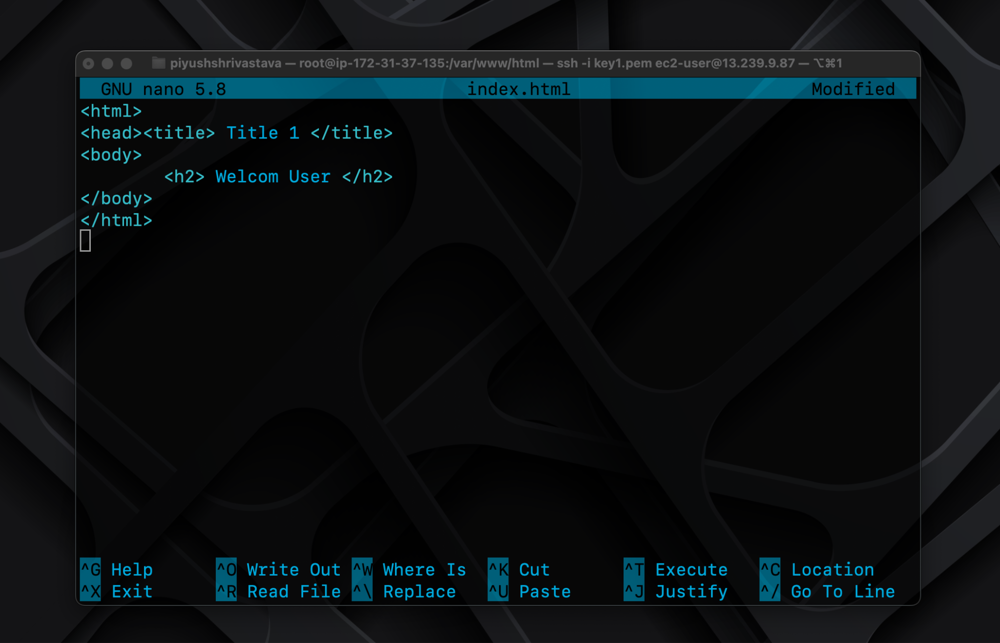 piyushshrivastava — root@ip-172-31-37-135:/var/www/html — ssh -i key1.pem ec2-user@13.239.9.87 — ⌥⌘1
GNU nano 5.8 index.html Modified
<html>
<head><title> Title 1 </title>
<body>
        <h2> Welcom User </h2>
</body>
</html>
^G Help ^O Write Out ^W Where Is ^K Cut ^T Execute ^C Location
^X Exit ^R Read File ^\ Replace ^U Paste ^J Justify ^/ Go To Line